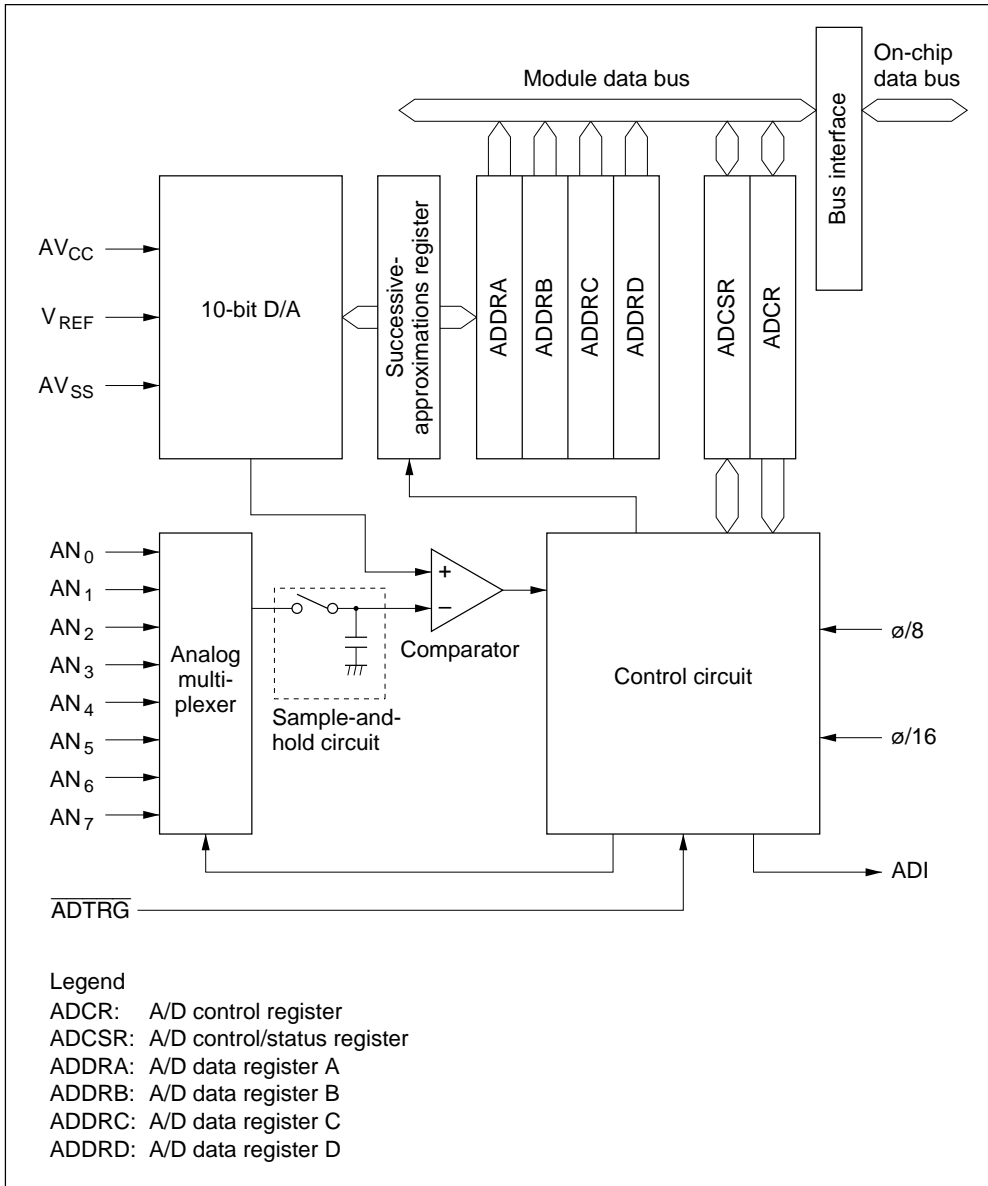 Module data bus
On-chip
data bus
Bus interface
AVCC
VREF
AVSS
10-bit D/A
Successive-
approximations register
ADDRA
ADDRB
ADDRC
ADDRD
ADCSR
ADCR
AN0
AN1
AN2
AN3
AN4
AN5
AN6
AN7
Analog
multi-
plexer
Sample-and-
hold circuit
+
−
Comparator
Control circuit
ø/8
ø/16
ADI
ADTRG
Legend
ADCR: A/D control register
ADCSR: A/D control/status register
ADDRA: A/D data register A
ADDRB: A/D data register B
ADDRC: A/D data register C
ADDRD: A/D data register D